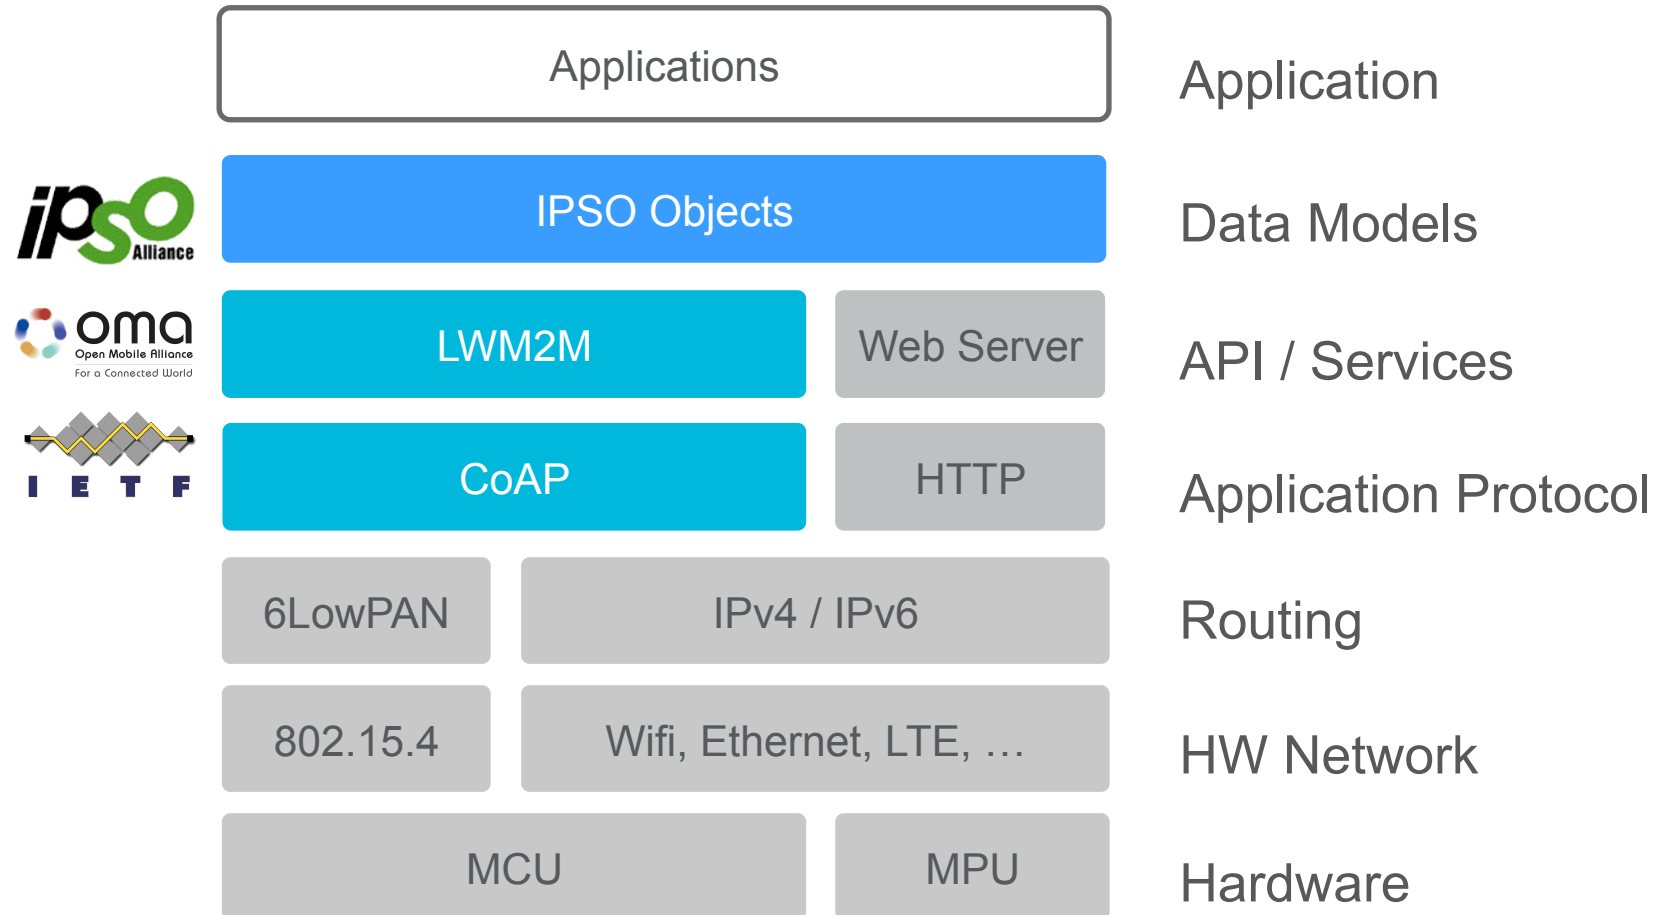 Applications
Application
ipso
Alliance
IPSO Objects
Data Models
oma
Open Mobile Alliance
For a Connected World
LWM2M
Web Server
API / Services
I E T F
CoAP
HTTP
Application Protocol
6LowPAN
IPv4 / IPv6
Routing
802.15.4
Wifi, Ethernet, LTE, …
HW Network
MCU
MPU
Hardware